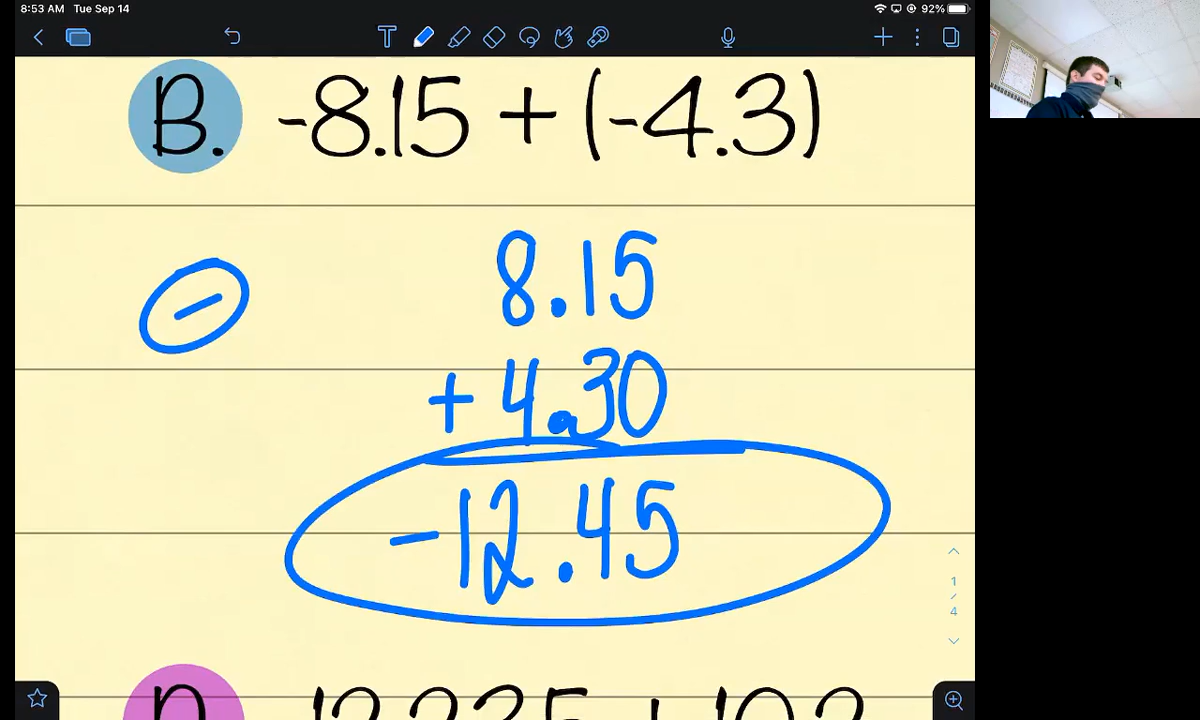 8:53 AM Tue Sep 14
92%
T
B. -8.15 + (-4.3)
-
8.15
+ 4.30
-12.45
1
/
4